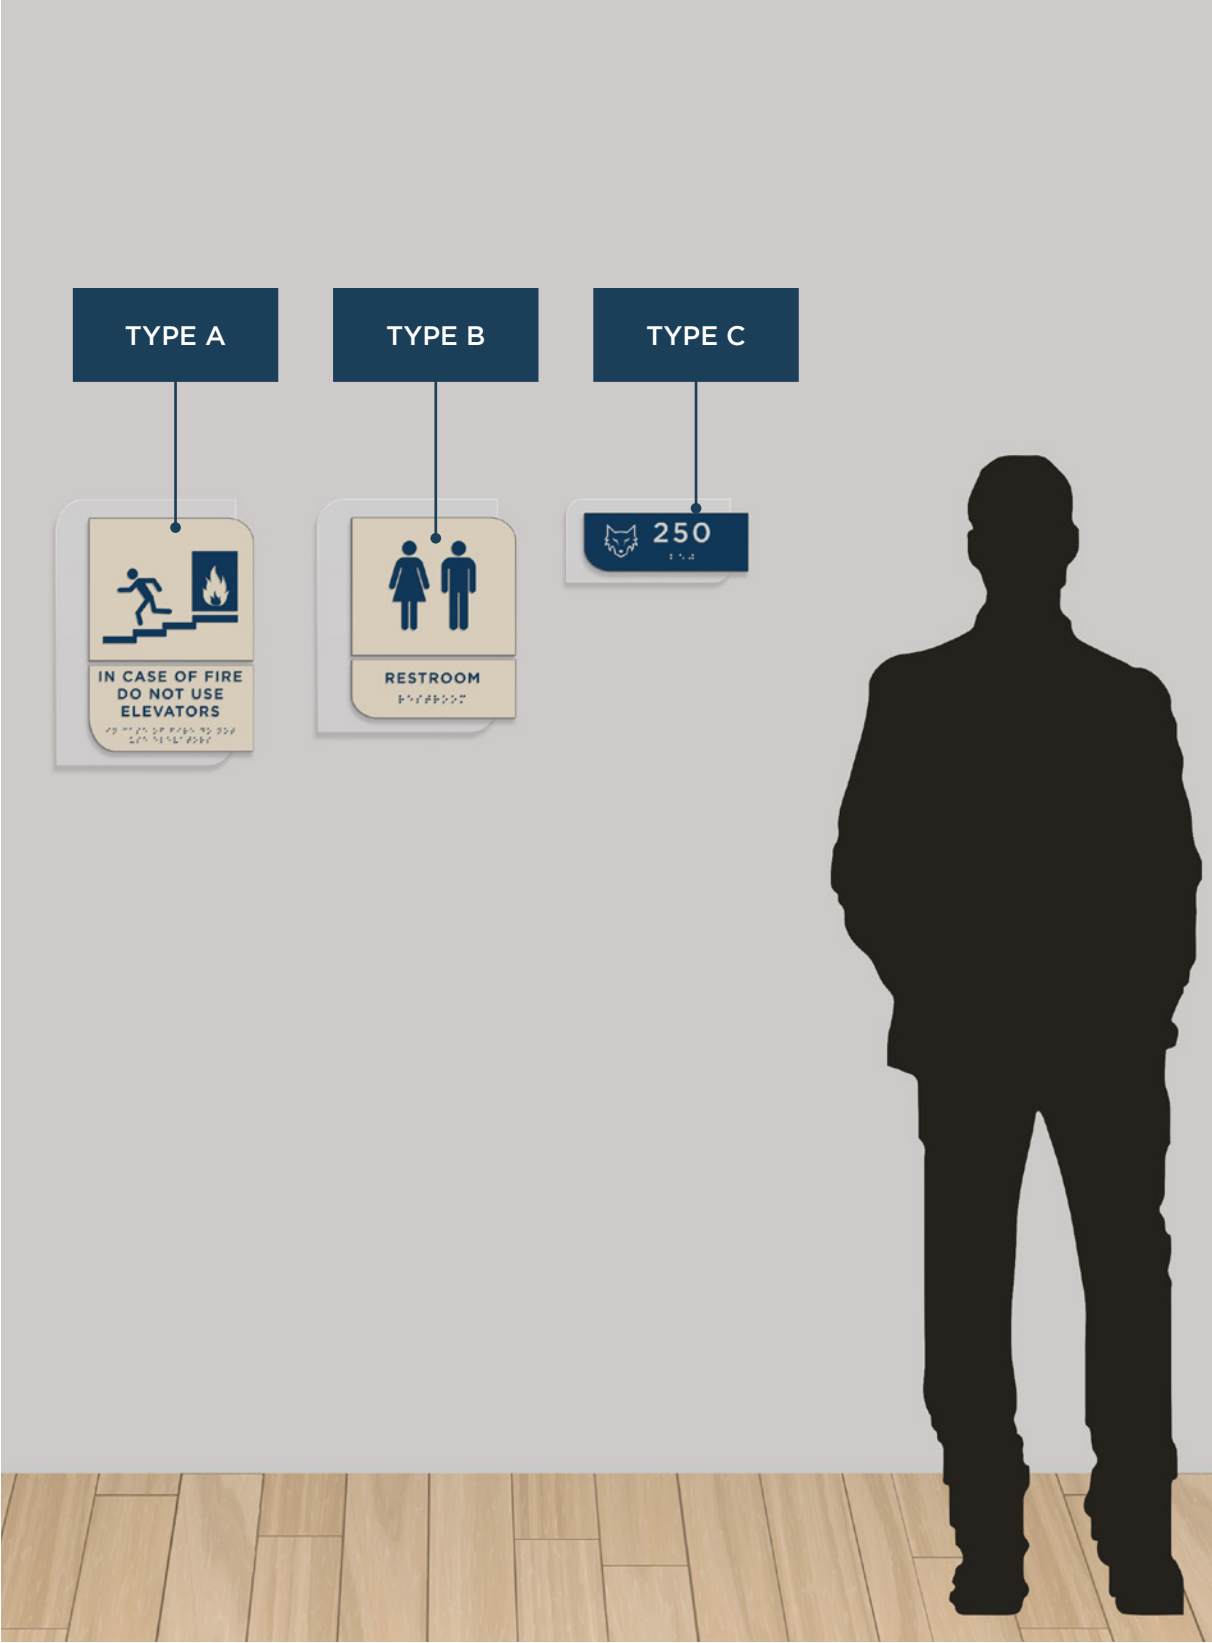 TYPE A
TYPE B
TYPE C
IN CASE OF FIRE
DO NOT USE
ELEVATORS
RESTROOM
250